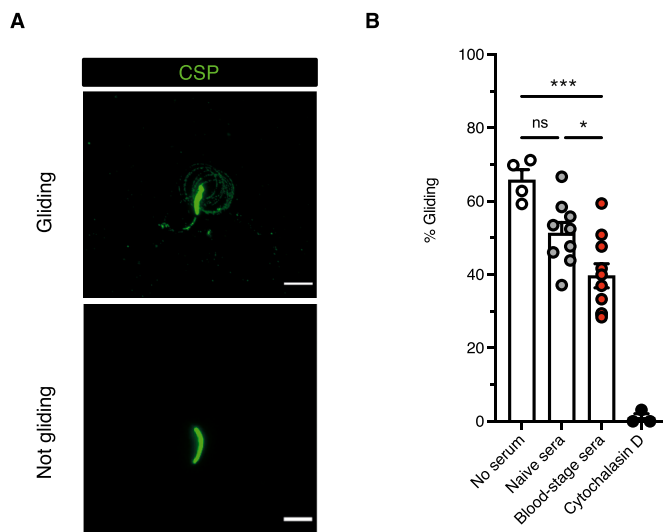 A
CSP
Gliding
Not gliding
B
100
80
60
40
20
0
% Gliding
***
ns
*
No serum
Naive sera
Blood-stage sera
Cytochalasin D